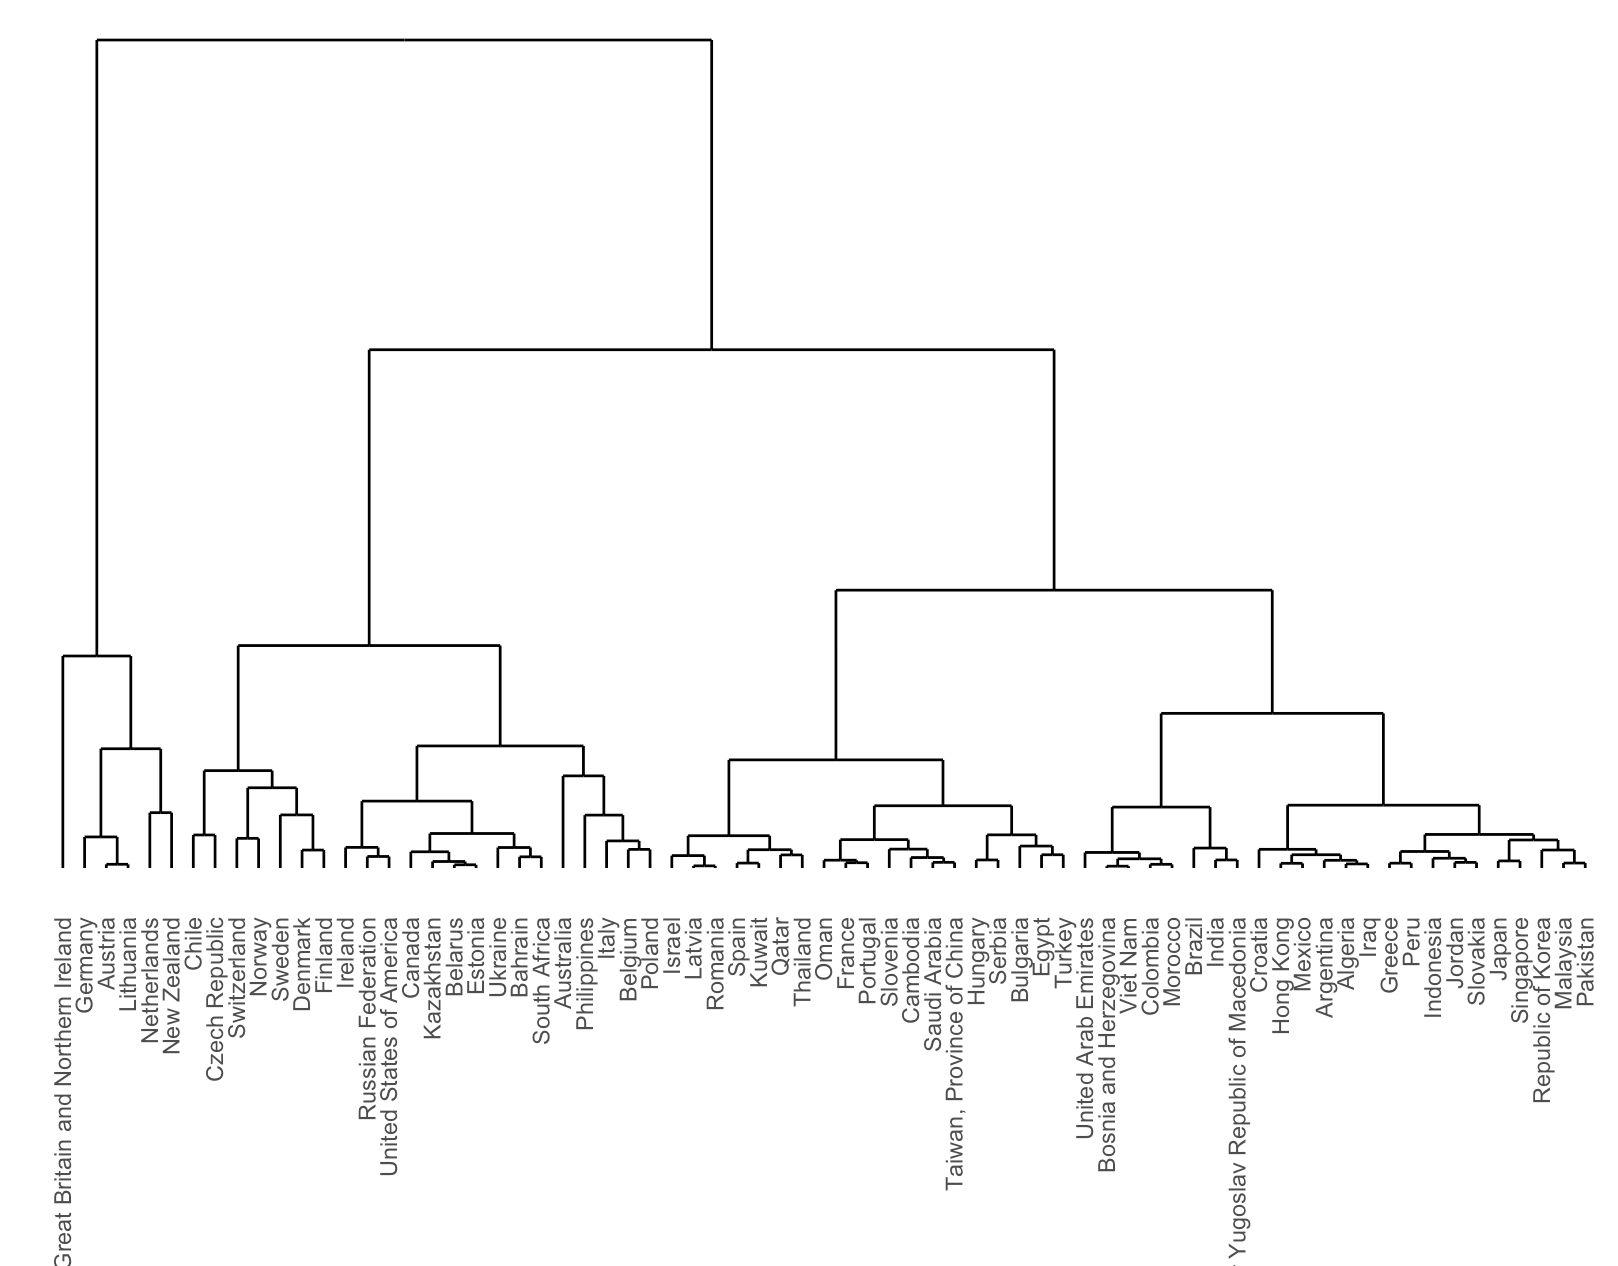 Great Britain and Northern Ireland
Germany
Austria
Lithuania
Netherlands
New Zealand
Chile
Czech Republic
Switzerland
Norway
Sweden
Denmark
Finland
Ireland
Russian Federation
United States of America
Canada
Kazakhstan
Belarus
Estonia
Ukraine
Bahrain
South Africa
Australia
Philippines
Italy
Belgium
Poland
Israel
Latvia
Romania
Spain
Kuwait
Qatar
Thailand
Oman
France
Portugal
Slovenia
Cambodia
Saudi Arabia
Taiwan, Province of China
Hungary
Serbia
Bulgaria
Egypt
Turkey
United Arab Emirates
Bosnia and Herzegovina
Viet Nam
Colombia
Morocco
Brazil
India
Yugoslav Republic of Macedonia
Croatia
Hong Kong
Mexico
Argentina
Algeria
Iraq
Greece
Peru
Indonesia
Jordan
Slovakia
Japan
Singapore
Republic of Korea
Malaysia
Pakistan